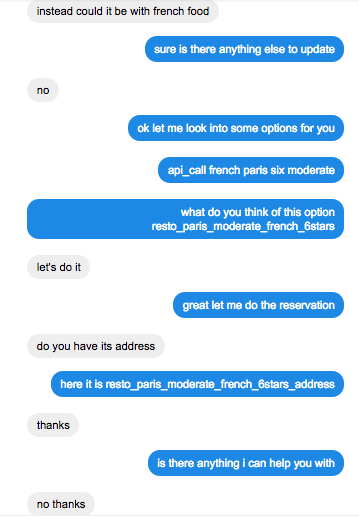 instead could it be with french food
sure is there anything else to update
no
ok let me look into some options for you
api_call french paris six moderate
what do you think of this option
resto_paris_moderate_french_6stars
let's do it
great let me do the reservation
do you have its address
here it is resto_paris_moderate_french_6stars_address
thanks
is there anything i can help you with
no thanks